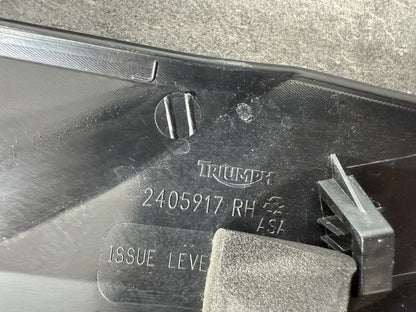 TRIUMPH
2405917 RH
ASA
ISSUE LEVE